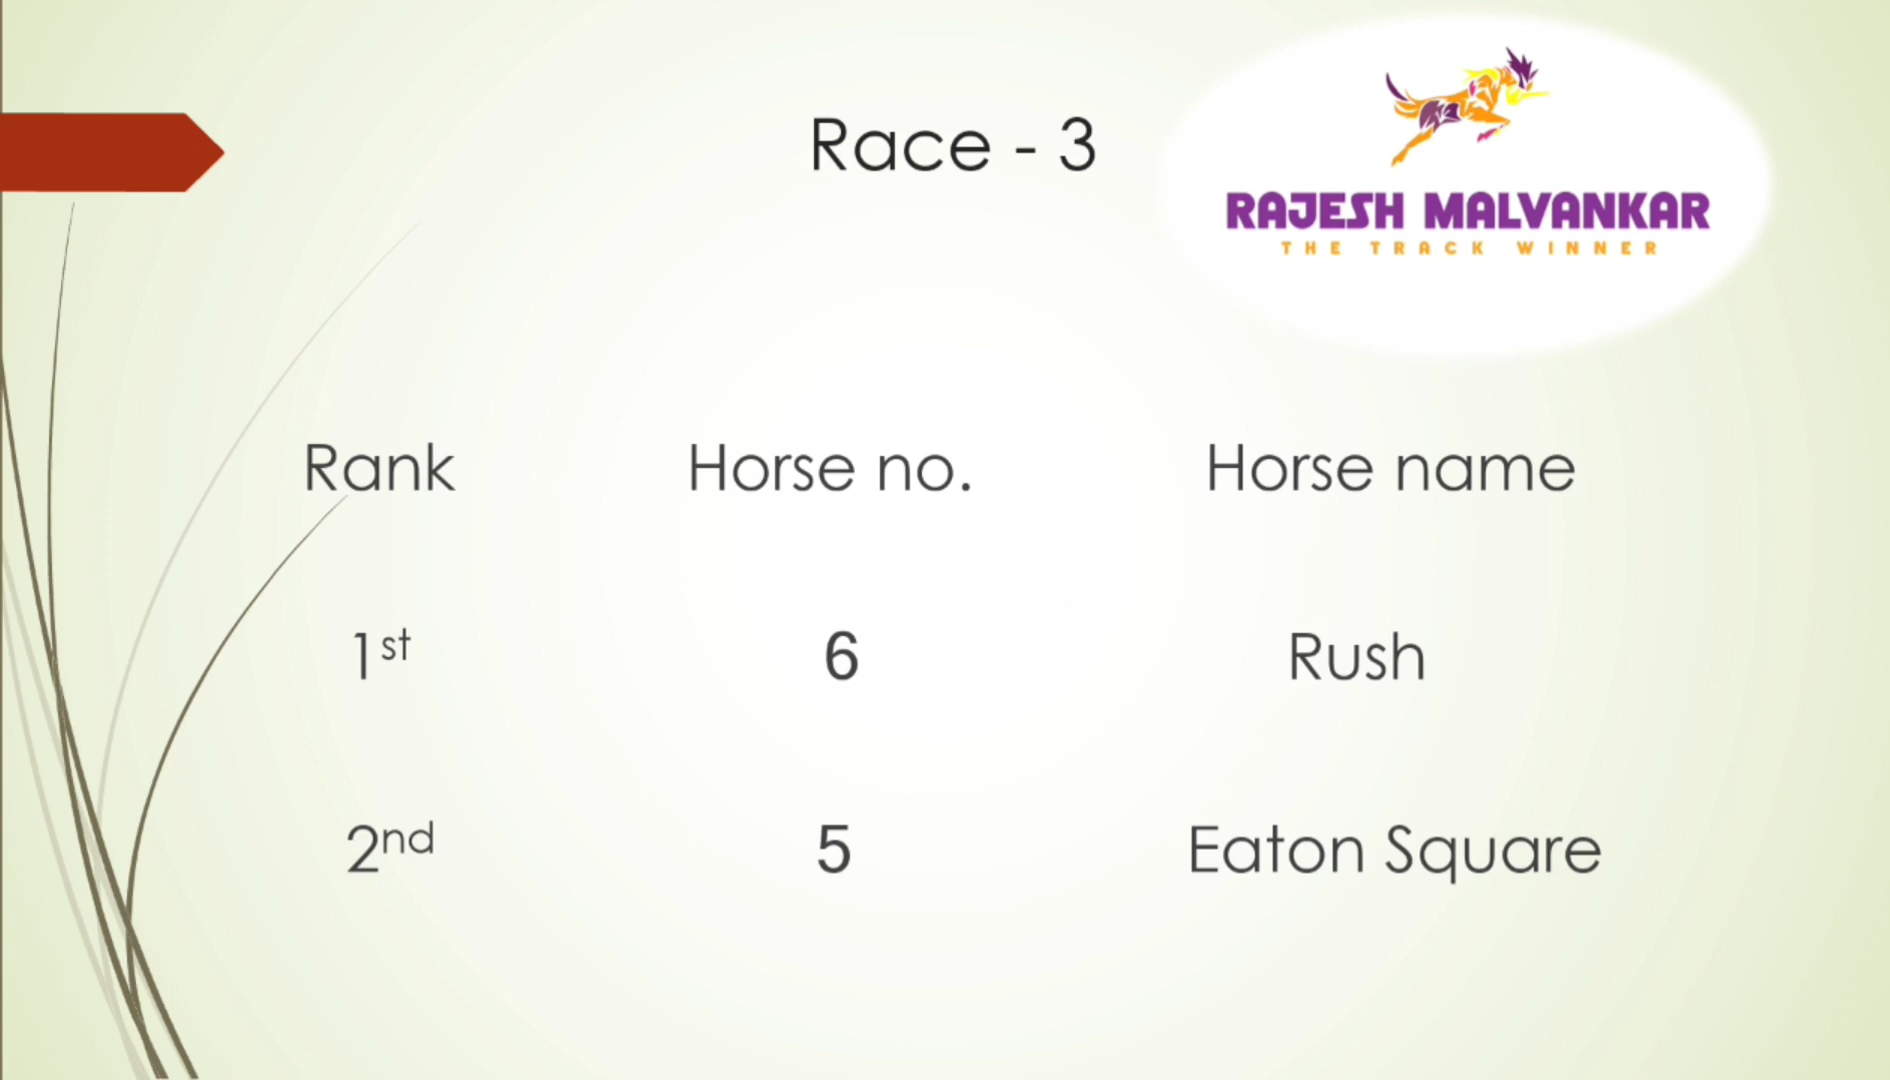 Race - 3
RAJESH MALVANKAR
THE TRACK WINNER
Rank Horse no. Horse name
1st 6 Rush
2nd 5 Eaton Square